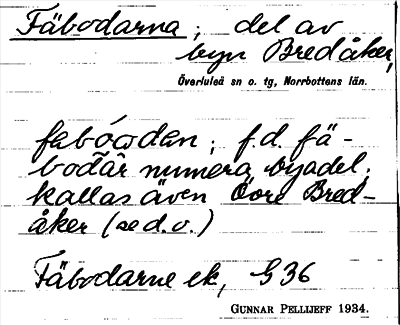 Fäbodarna ; del av
byn Bredåker,
Överluleå sn o. tg, Norrbottens län.
; f.d. fä-
bodar numera byadel.
kallas även Övre Bred-
åker (se d.o.)
Fäbodarne ek, G 36
GUNNAR PELLIJEFF 1934.